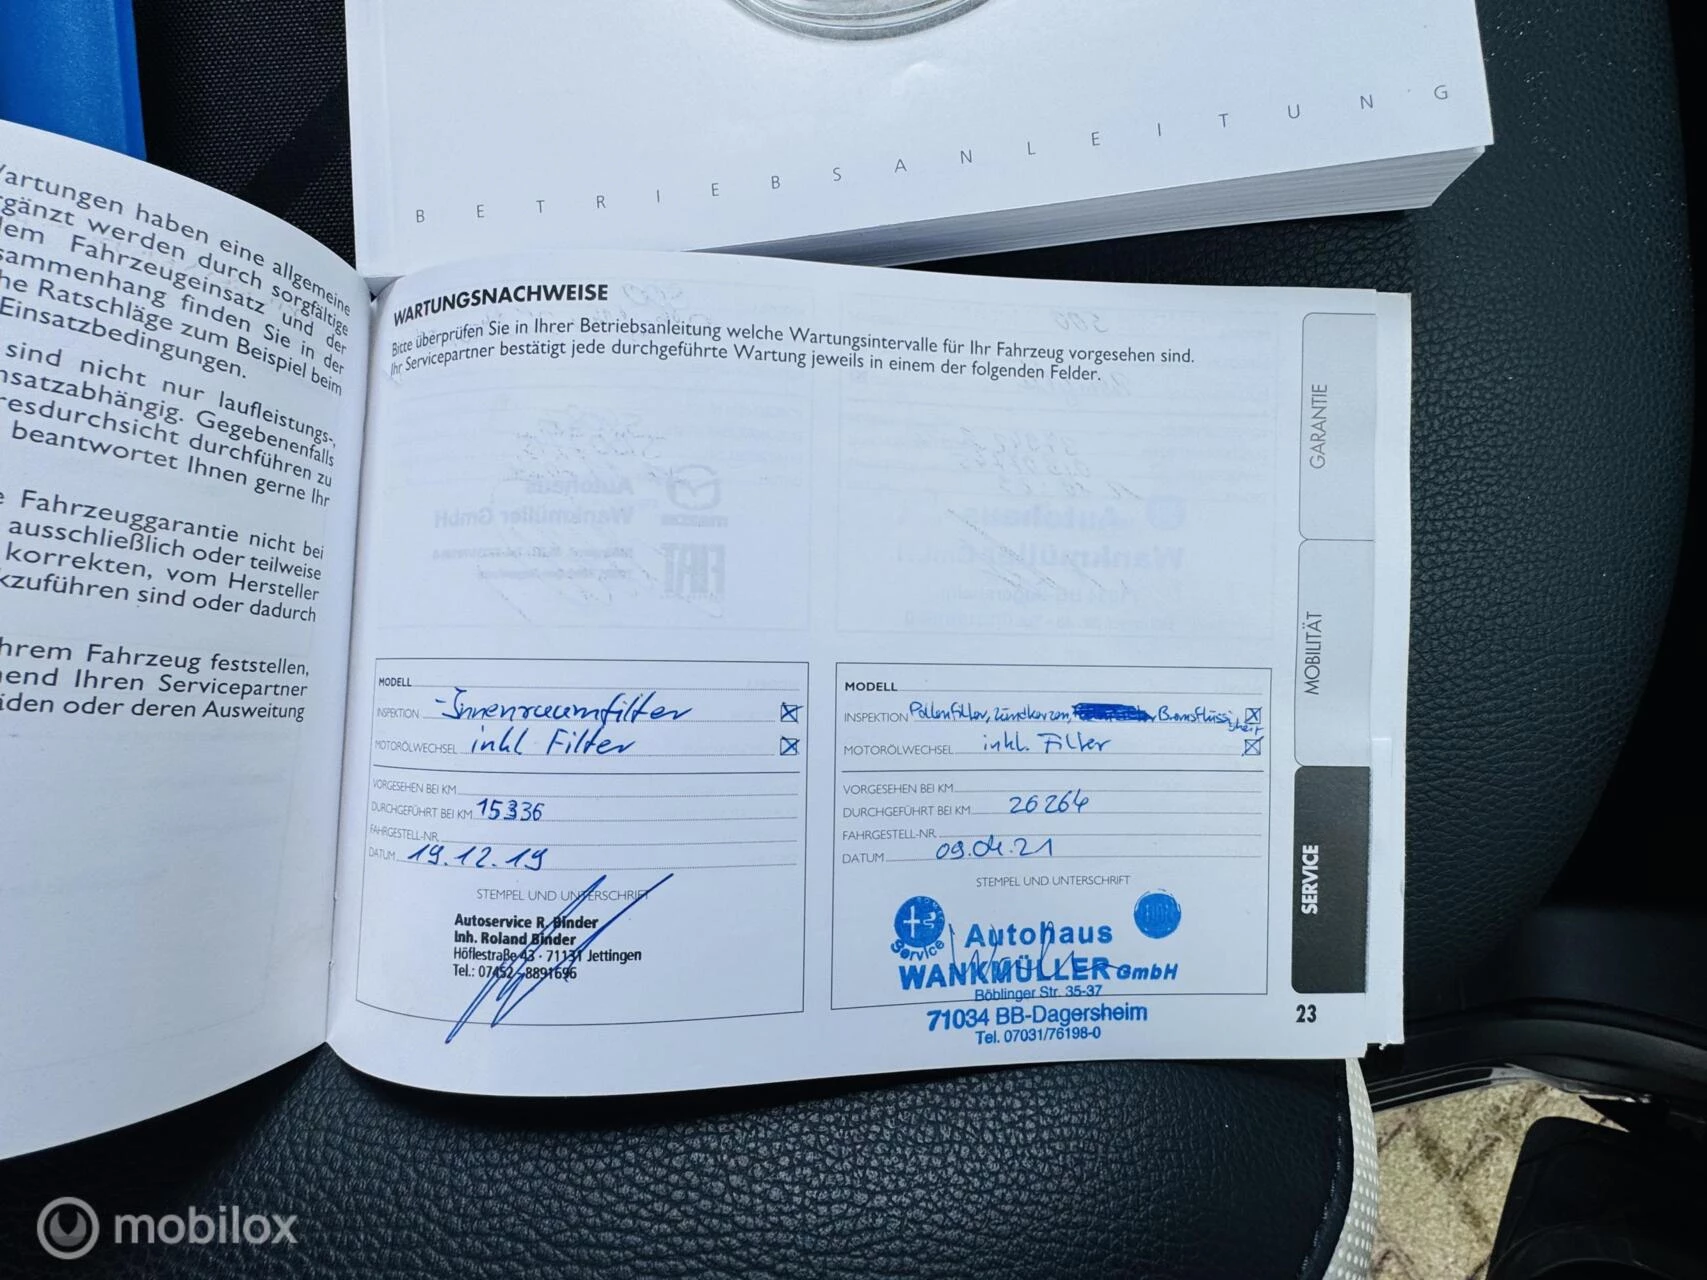 BETRIEBSANLEITUNG
Wartungen haben eine allgemeine
ergänzt werden durch sorgfältige
dem Fahrzeugeinsatz und der
sammenhang finden Sie in der
he Ratschläge zum Beispiel beim
Einsatzbedingungen.
sind nicht nur laufleistungs-,
nsatzabhängig. Gegebenenfalls
resdurchsicht durchführen zu
beantwortet Ihnen gerne Ihr
e Fahrzeuggarantie nicht bei
ausschließlich oder teilweise
korrekten, vom Hersteller
kzuführen sind oder dadurch
hrem Fahrzeug feststellen,
nend Ihren Servicepartner
äden oder deren Ausweitung
WARTUNGSNACHWEISE
Bitte überprüfen Sie in Ihrer Betriebsanleitung welche Wartungsintervalle für Ihr Fahrzeug vorgesehen sind.
Ihr Servicepartner bestätigt jede durchgeführte Wartung jeweils in einem der folgenden Felder.
MODELL
INSPEKTION -Innenraumfilter
MOTORÖLWECHSEL inkl Filter
VORGESEHEN BEI KM
DURCHGEFÜHRT BEI KM 15336
FAHRGESTELL-NR.
DATUM 19.12.19
STEMPEL UND UNTERSCHRIFT
Autoservice R. Binder
Inh. Roland Binder
Höflestraße 43 · 71131 Jettingen
Tel.: 07452-8891696
MODELL
INSPEKTION Pollenfilter, Zündkerzen, Bremsflüssigkeit
MOTORÖLWECHSEL inkl. Filter
VORGESEHEN BEI KM
DURCHGEFÜHRT BEI KM 26264
FAHRGESTELL-NR.
DATUM 09.04.21
STEMPEL UND UNTERSCHRIFT
Service
Autohaus
WANKMÜLLER GmbH
Böblinger Str. 35-37
71034 BB-Dagersheim
Tel. 07031/76198-0
GARANTIE
MOBILITÄT
SERVICE
23
mobilox